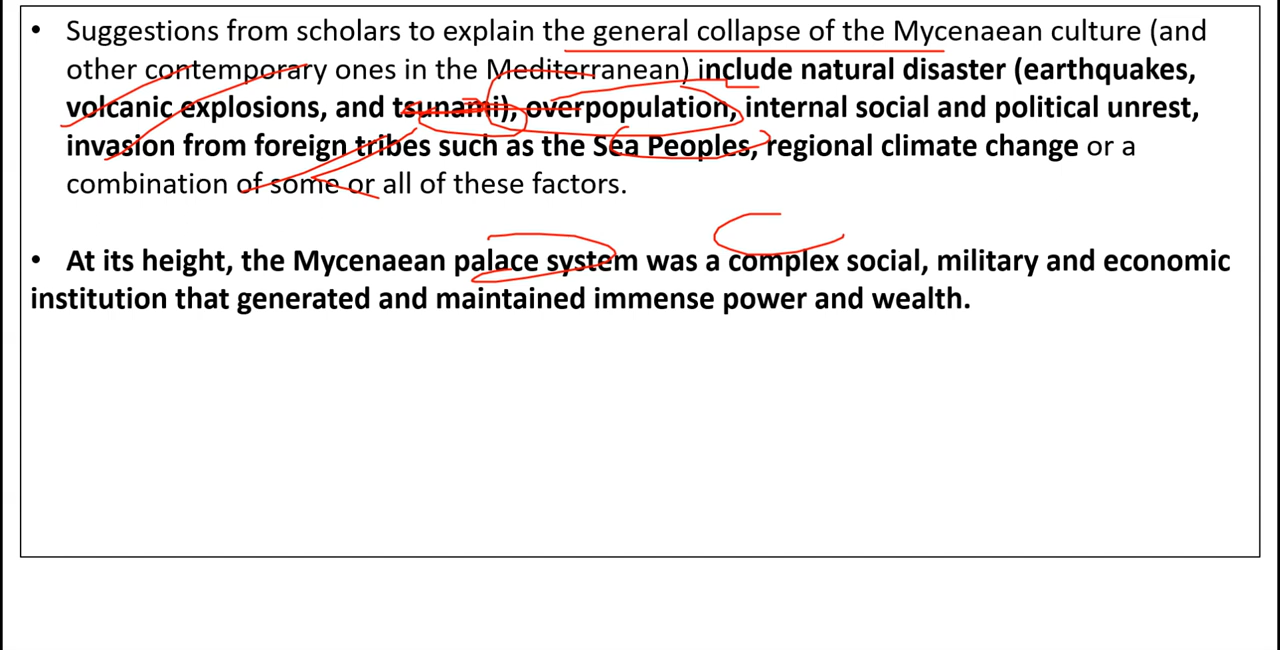 • Suggestions from scholars to explain the general collapse of the Mycenaean culture (and
other contemporary ones in the Mediterranean) include natural disaster (earthquakes,
volcanic explosions, and tsunami), overpopulation, internal social and political unrest,
invasion from foreign tribes such as the Sea Peoples, regional climate change or a
combination of some or all of these factors.
• At its height, the Mycenaean palace system was a complex social, military and economic
institution that generated and maintained immense power and wealth.